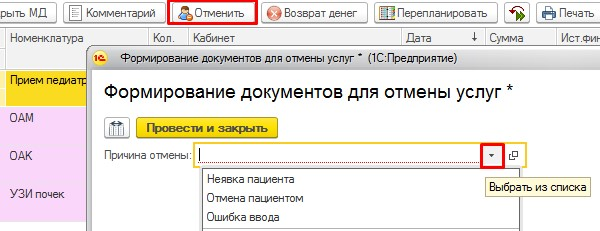 рыть МД Комментарий Отменить Возврат денег Перепланировать Печать
Номенклатура Кол. Кабинет Дата Сумма Ист.фин
Прием педиатр
1С Формирование документов для отмены услуг * (1С:Предприятие)
Формирование документов для отмены услуг *
ОАМ
Провести и закрыть
ОАК
Причина отмены:
Неявка пациента
Выбрать из списка
УЗИ почек
Отмена пациентом
Ошибка ввода